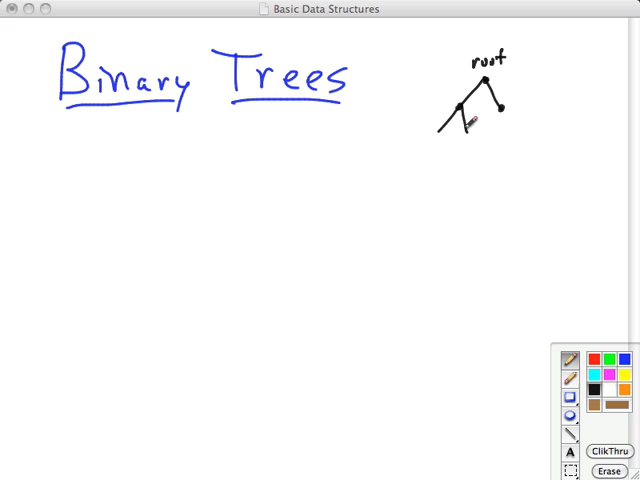 Basic Data Structures
Binary Trees
root
A
ClikThru
Erase